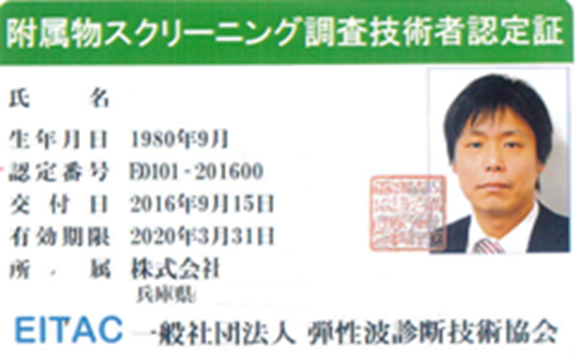 附属物スクリーニング調査技術者認定証
氏 名
生年月日 1980年9月
認定番号 E0101-201600
交付日 2016年9月15日
有効期限 2020年3月31日
所 属 株式会社
兵庫県
EITAC 一般社団法人 弾性波診断技術協会